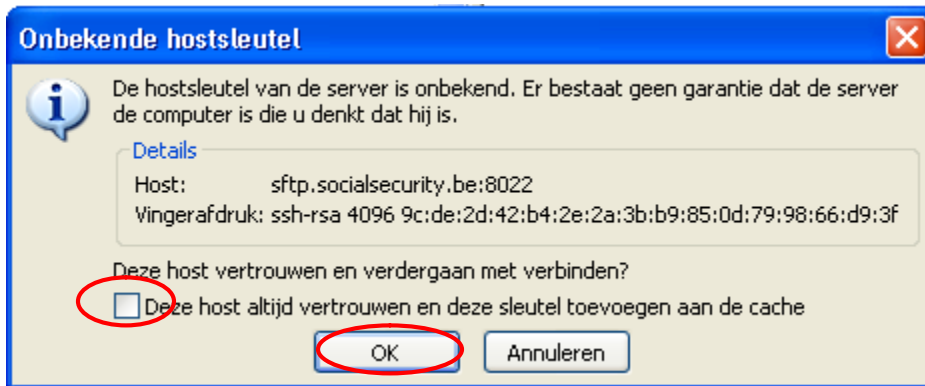 Onbekende hostsleutel
De hostsleutel van de server is onbekend. Er bestaat geen garantie dat de server
de computer is die u denkt dat hij is.
Details
Host: sftp.socialsecurity.be:8022
Vingerafdruk: ssh-rsa 4096 9c:de:2d:42:b4:2e:2a:3b:b9:85:0d:79:98:66:d9:3f
Deze host vertrouwen en verdergaan met verbinden?
Deze host altijd vertrouwen en deze sleutel toevoegen aan de cache
OK Annuleren